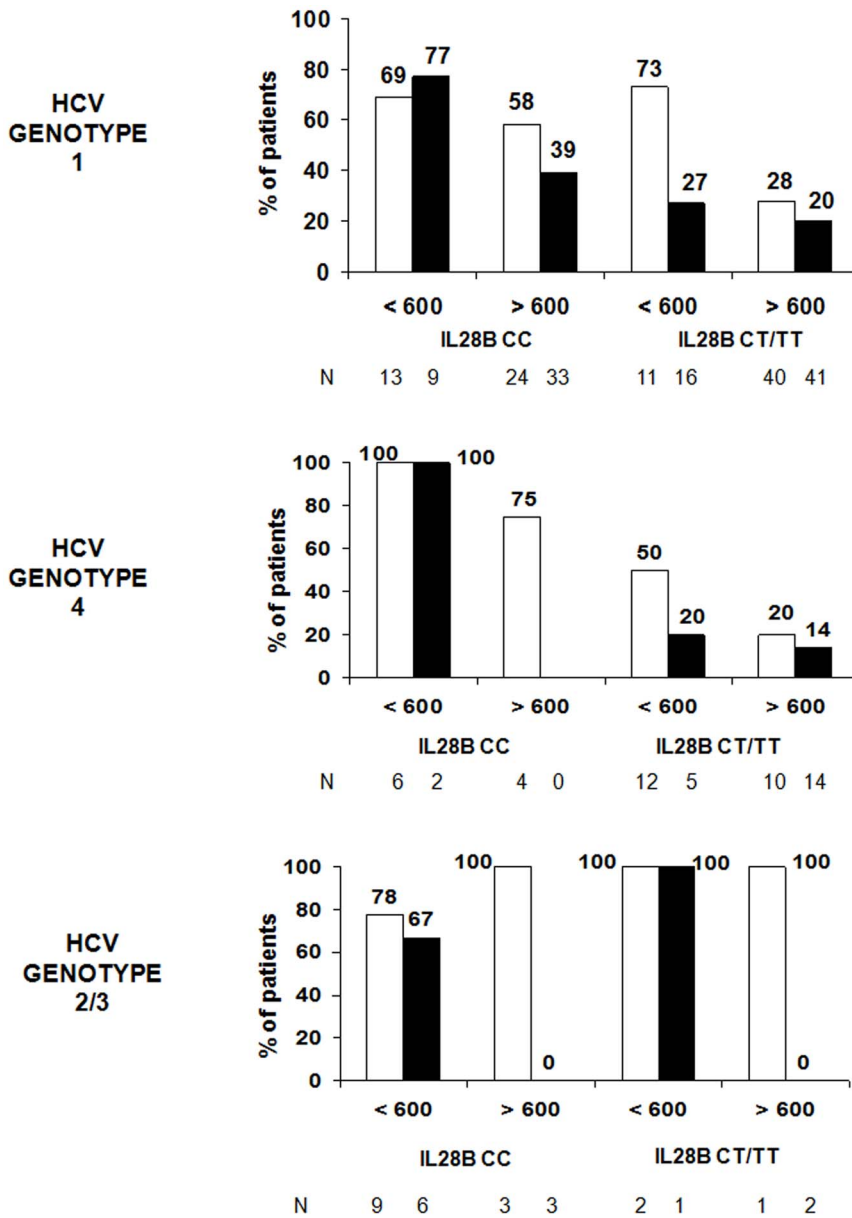 HCV
GENOTYPE
1
% of patients
100
80
60
40
20
0
69 77 58 39 73 27 28 20
< 600 > 600 < 600 > 600
IL28B CC IL28B CT/TT
N 13 9 24 33 11 16 40 41
HCV
GENOTYPE
4
% of patients
100
80
60
40
20
0
100 100 75 50 20 20 14
< 600 > 600 < 600 > 600
IL28B CC IL28B CT/TT
N 6 2 4 0 12 5 10 14
HCV
GENOTYPE
2/3
% of patients
100
80
60
40
20
0
78 67 100 0 100 100 100 0
< 600 > 600 < 600 > 600
IL28B CC IL28B CT/TT
N 9 6 3 3 2 1 1 2